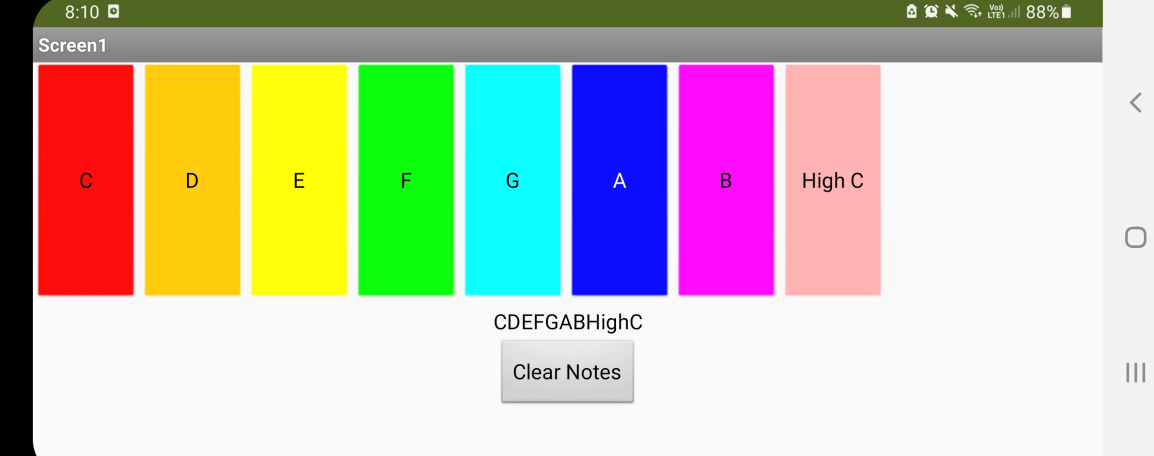 8:10 Vo)) LTE1 88%
Screen1
C D E F G A B High C
CDEFGABHighC
Clear Notes